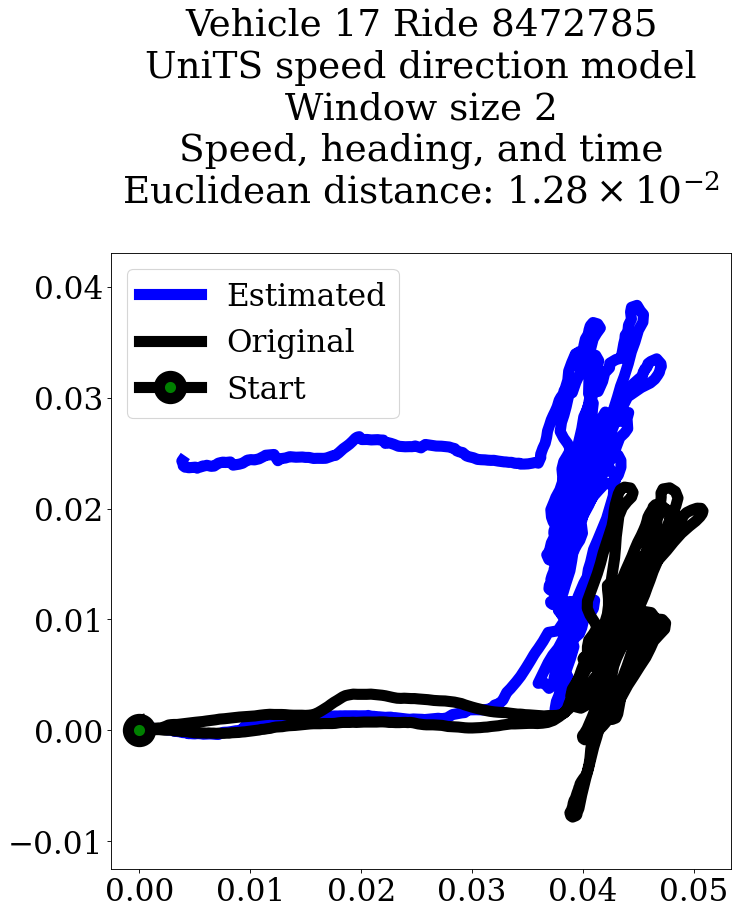 Vehicle 17 Ride 8472785
UniTS speed direction model
Window size 2
Speed, heading, and time
Euclidean distance: 1.28 × 10⁻²
Estimated
Original
Start
0.04
0.03
0.02
0.01
0.00
−0.01
0.00 0.01 0.02 0.03 0.04 0.05